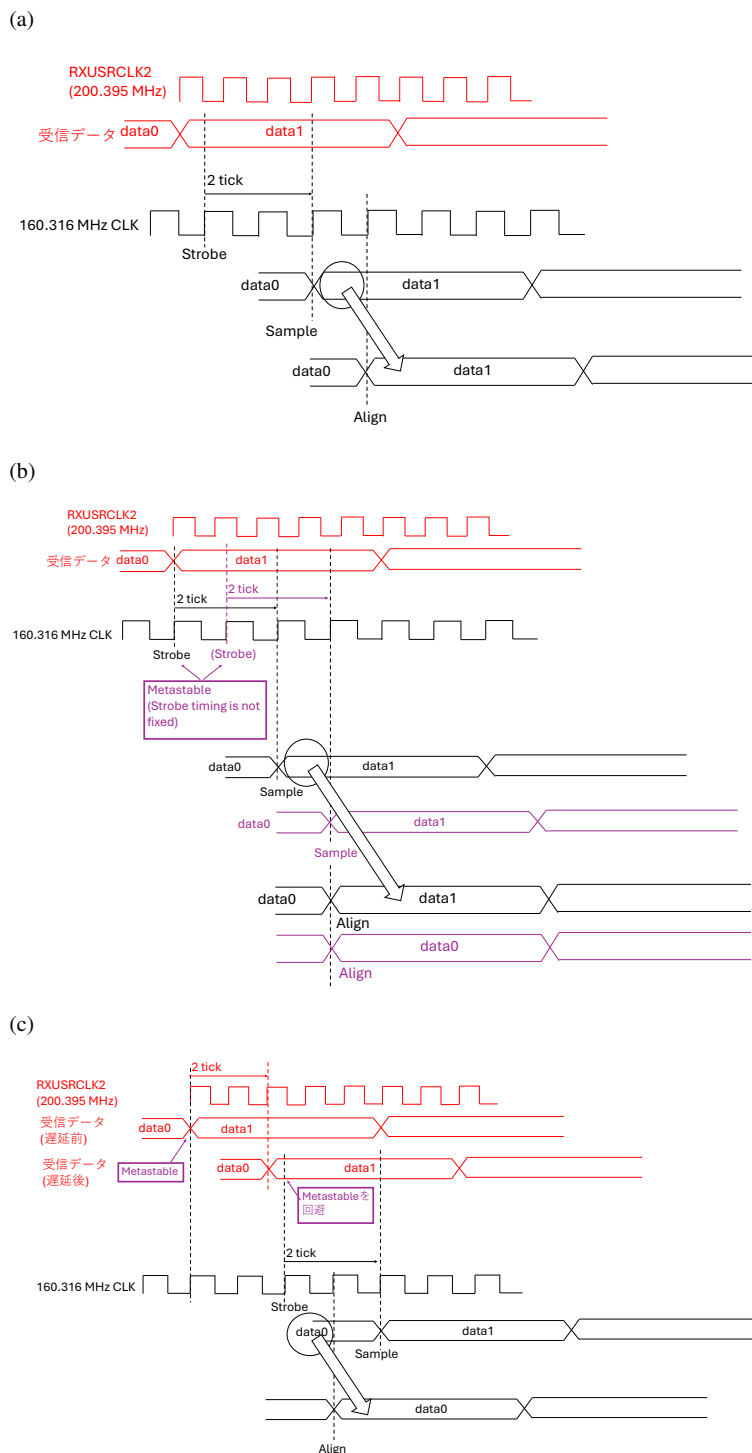 (a)
RXUSRCLK2
(200.395 MHz)
受信データ data0 data1
2 tick
160.316 MHz CLK
Strobe
data0 data1
Sample
data0 data1
Align
(b)
RXUSRCLK2
(200.395 MHz)
受信データ data0 data1
2 tick
2 tick
160.316 MHz CLK
Strobe (Strobe)
Metastable
(Strobe timing is not
fixed)
data0 data1
Sample
data0 data1
Sample
data0 data1
Align
data0
Align
(c)
2 tick
RXUSRCLK2
(200.395 MHz)
受信データ
(遅延前)
data0 data1
Metastable
受信データ
(遅延後)
data0 data1
Metastableを
回避
2 tick
160.316 MHz CLK
Strobe
data0 data1
Sample
data0
Align